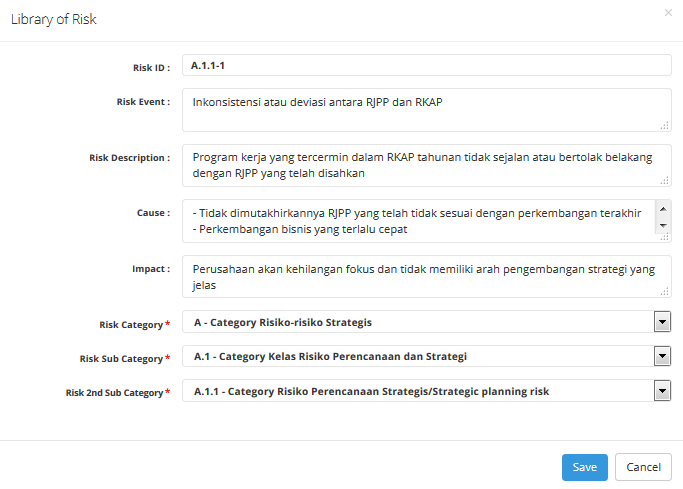 Library of Risk
×
Risk ID : A.1.1-1
Risk Event : Inkonsistensi atau deviasi antara RJPP dan RKAP
Risk Description : Program kerja yang tercermin dalam RKAP tahunan tidak sejalan atau bertolak belakang
dengan RJPP yang telah disahkan
Cause : - Tidak dimutakhirkannya RJPP yang telah tidak sesuai dengan perkembangan terakhir
- Perkembangan bisnis yang terlalu cepat
Impact : Perusahaan akan kehilangan fokus dan tidak memiliki arah pengembangan strategi yang
jelas
Risk Category * A - Category Risiko-risiko Strategis
Risk Sub Category * A.1 - Category Kelas Risiko Perencanaan dan Strategi
Risk 2nd Sub Category * A.1.1 - Category Risiko Perencanaan Strategis/Strategic planning risk
Save Cancel